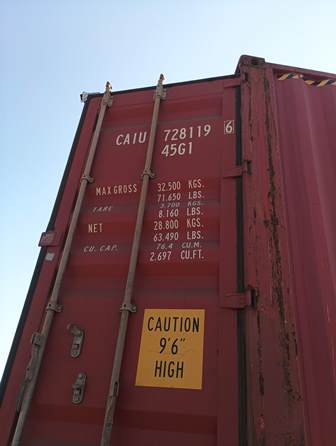 CAIU 728119 6
45G1
MAX GROSS 32.500 KGS.
71.650 LBS.
TARE 3.700 KGS.
8.160 LBS.
NET 28.800 KGS.
63.490 LBS.
CU. CAP. 76.4 CU.M.
2.697 CU.FT.
CAUTION
9'6"
HIGH